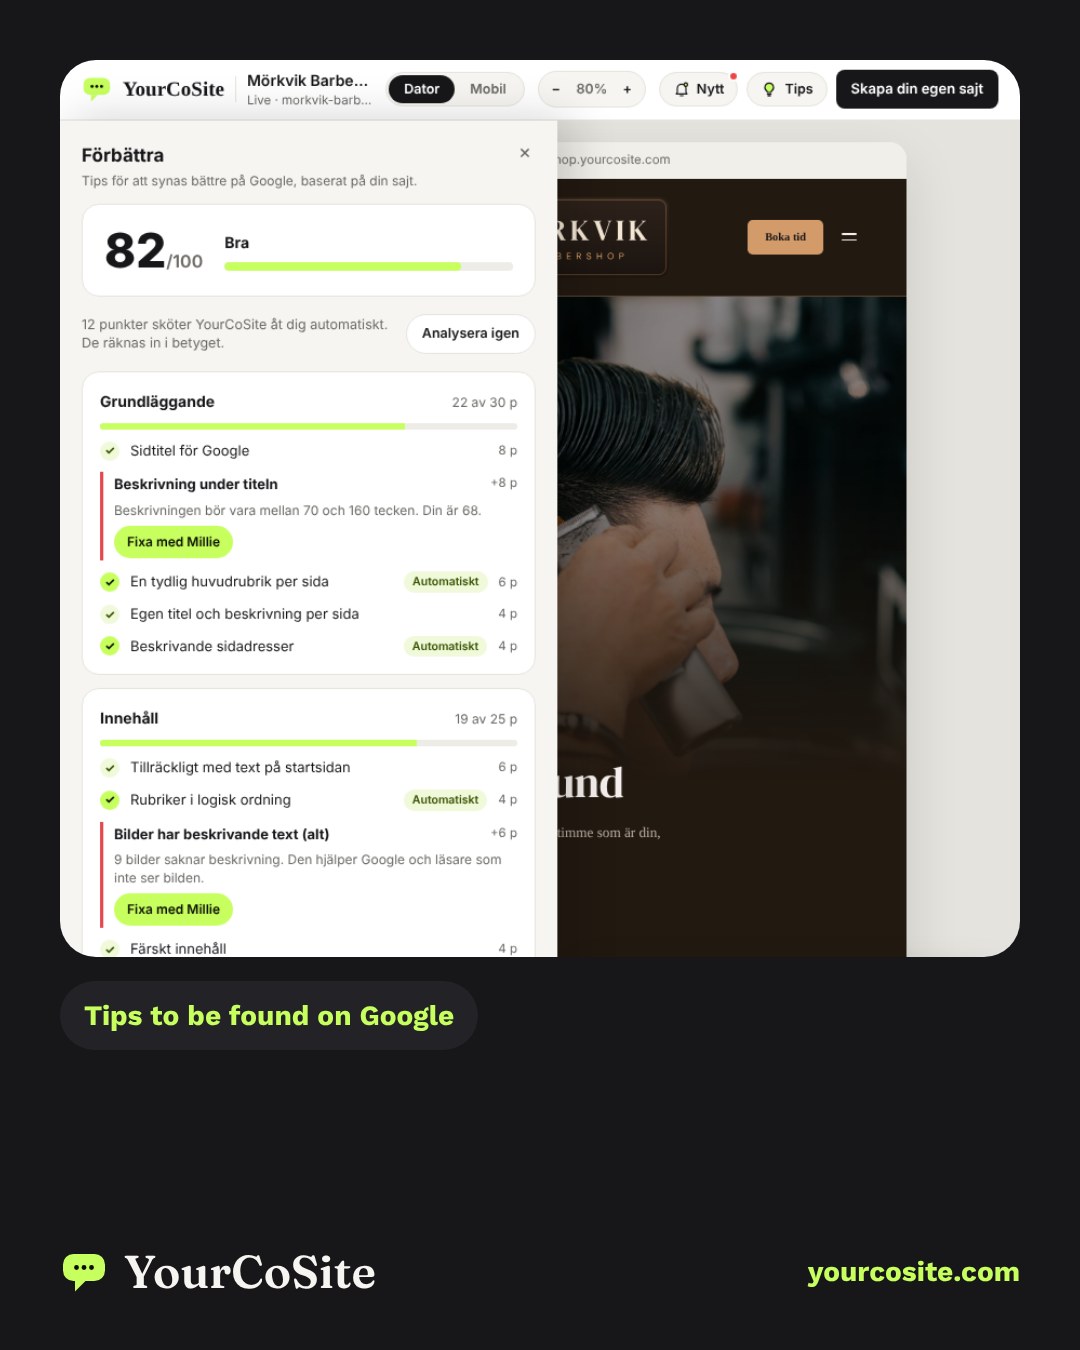 YourCoSite
Mörkvik Barbe...
Live · morkvik-barb...
Dator
Mobil
− 80% +
Nytt
Tips
Skapa din egen sajt
Förbättra
×
Tips för att synas bättre på Google, baserat på din sajt.
82/100
Bra
12 punkter sköter YourCoSite åt dig automatiskt.
De räknas in i betyget.
Analysera igen
Grundläggande
22 av 30 p
Sidtitel för Google
8 p
Beskrivning under titeln
+8 p
Beskrivningen bör vara mellan 70 och 160 tecken. Din är 68.
Fixa med Millie
En tydlig huvudrubrik per sida
Automatiskt
6 p
Egen titel och beskrivning per sida
4 p
Beskrivande sidadresser
Automatiskt
4 p
Innehåll
19 av 25 p
Tillräckligt med text på startsidan
6 p
Rubriker i logisk ordning
Automatiskt
4 p
Bilder har beskrivande text (alt)
+6 p
9 bilder saknar beskrivning. Den hjälper Google och läsare som
inte ser bilden.
Fixa med Millie
Färskt innehåll
4 p
op.yourcosite.com
RKVIK
BERSHOP
Boka tid
und
timme som är din,
Tips to be found on Google
YourCoSite
yourcosite.com